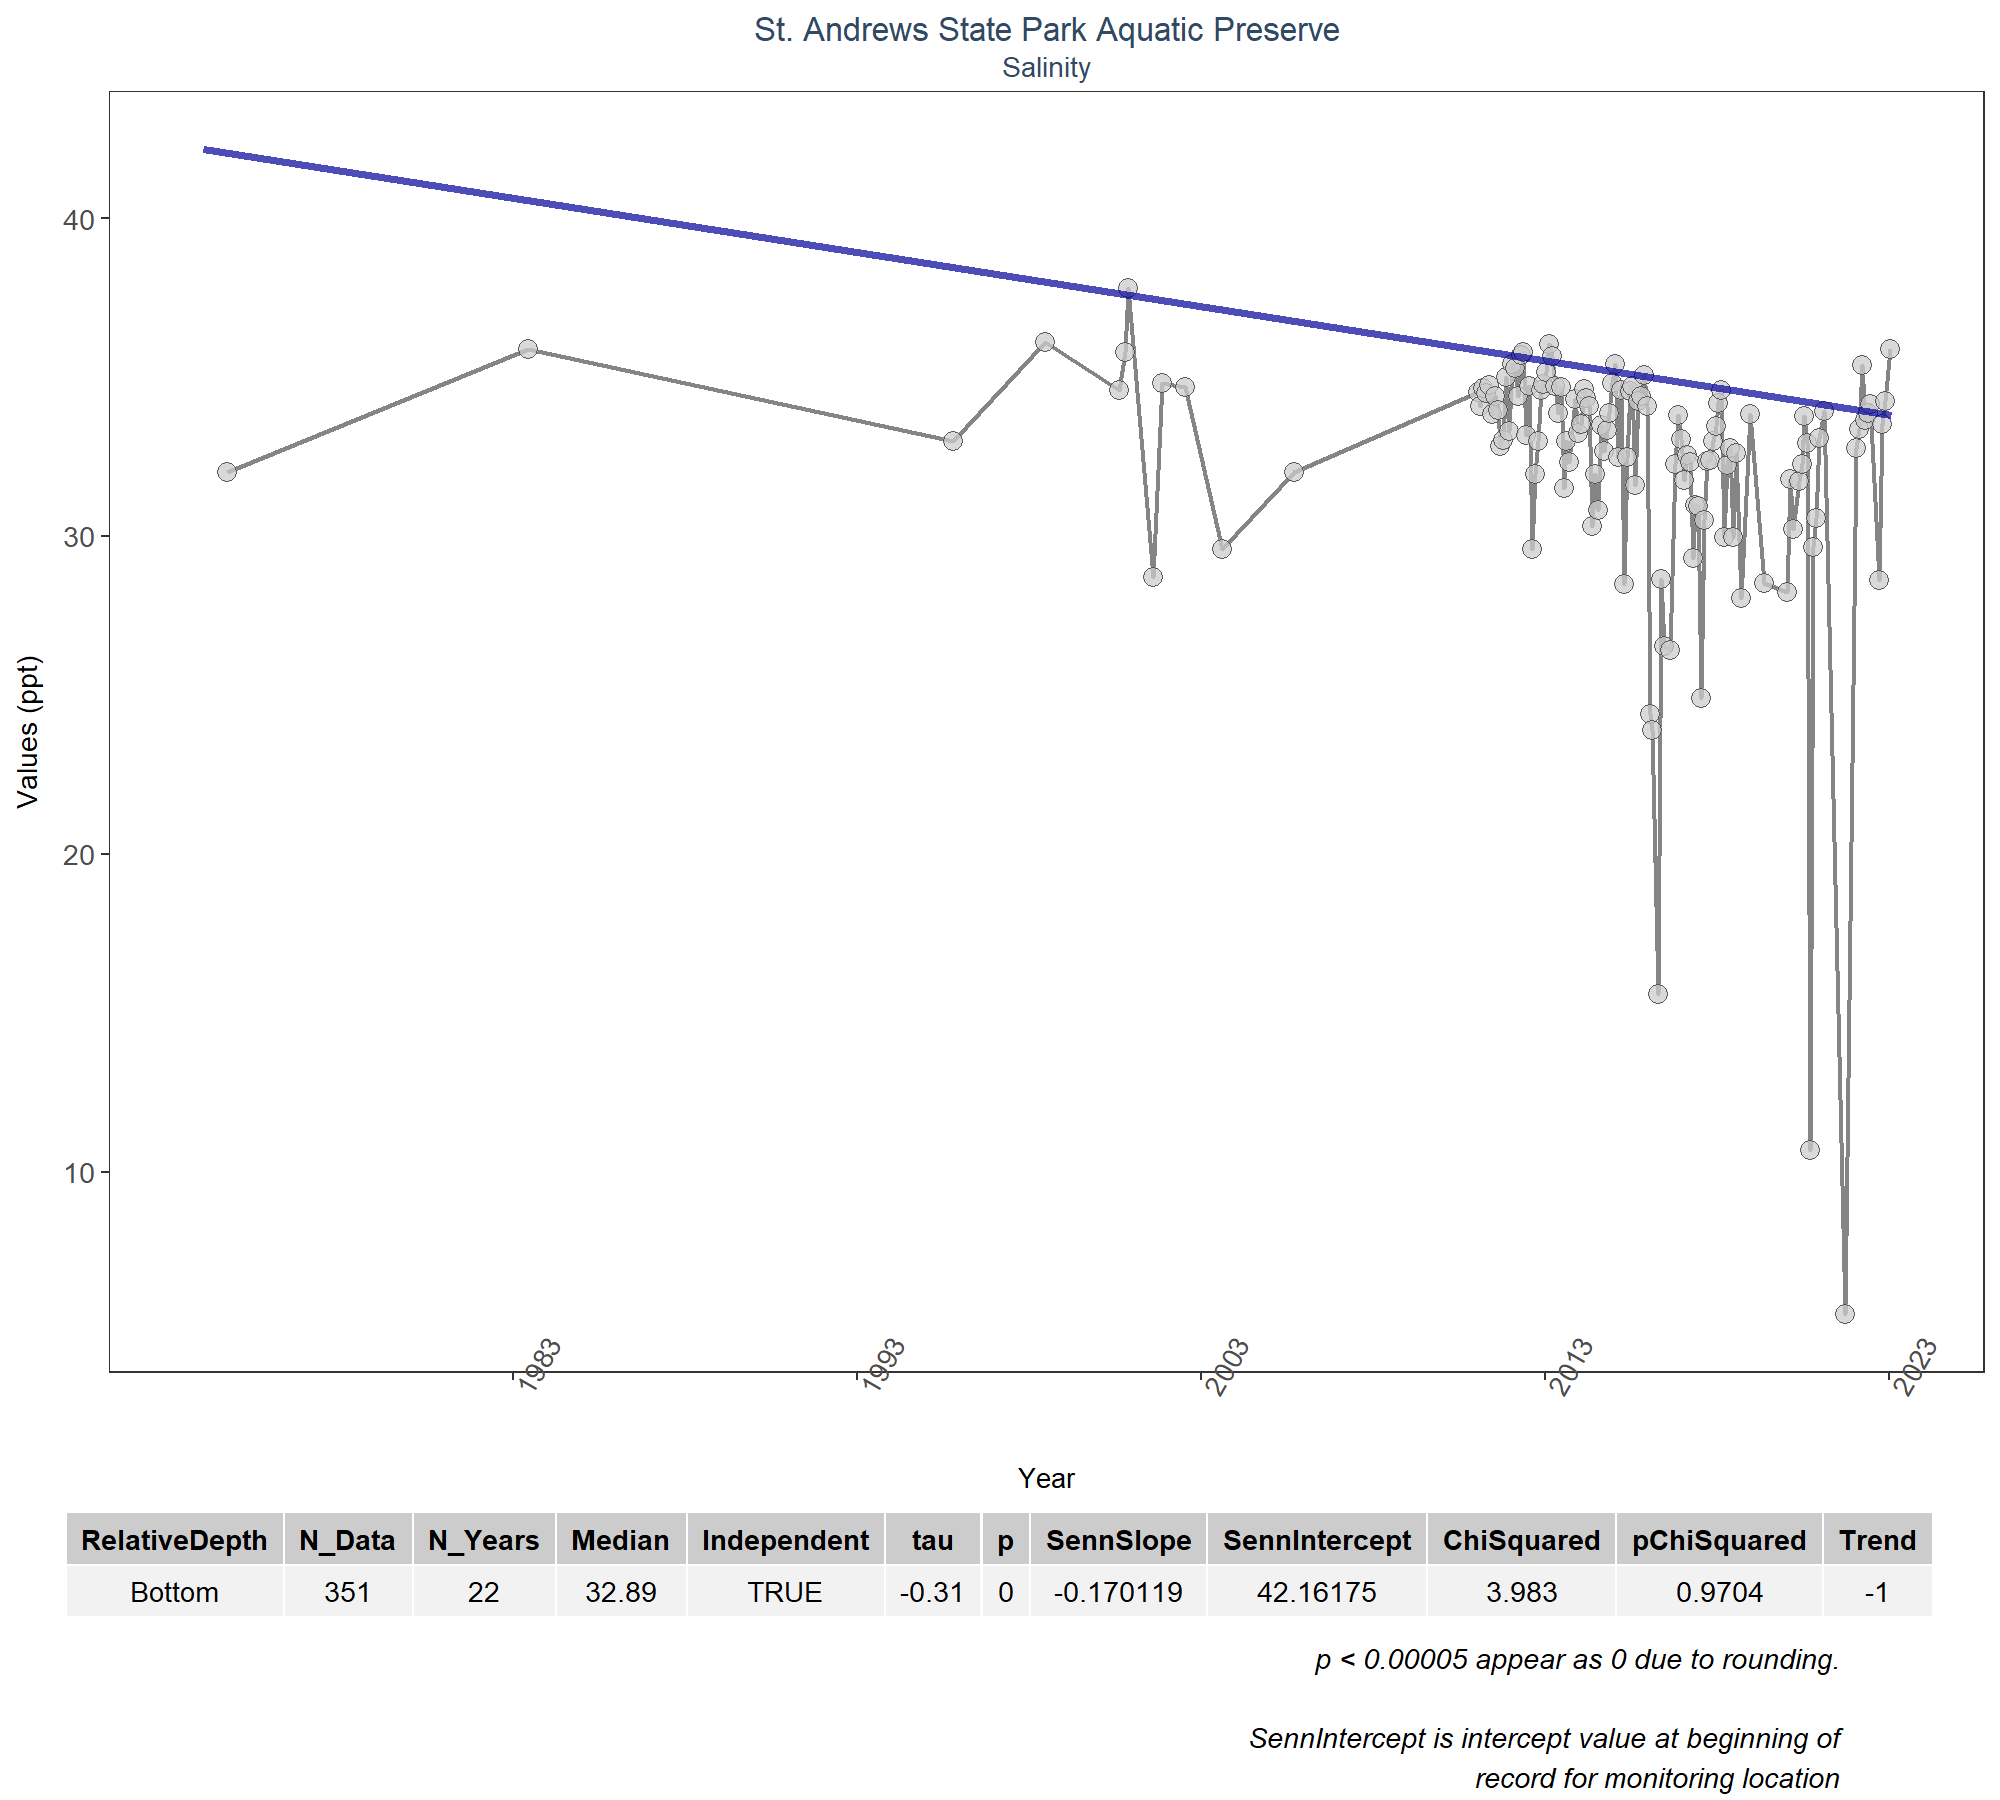 St. Andrews State Park Aquatic Preserve
Salinity
40
30
20
10
Values (ppt)
1983
1993
2003
2013
2023
Year
RelativeDepth N_Data N_Years Median Independent tau p SennSlope SennIntercept ChiSquared pChiSquared Trend
Bottom 351 22 32.89 TRUE -0.31 0 -0.170119 42.16175 3.983 0.9704 -1
p < 0.00005 appear as 0 due to rounding.
SennIntercept is intercept value at beginning of
record for monitoring location